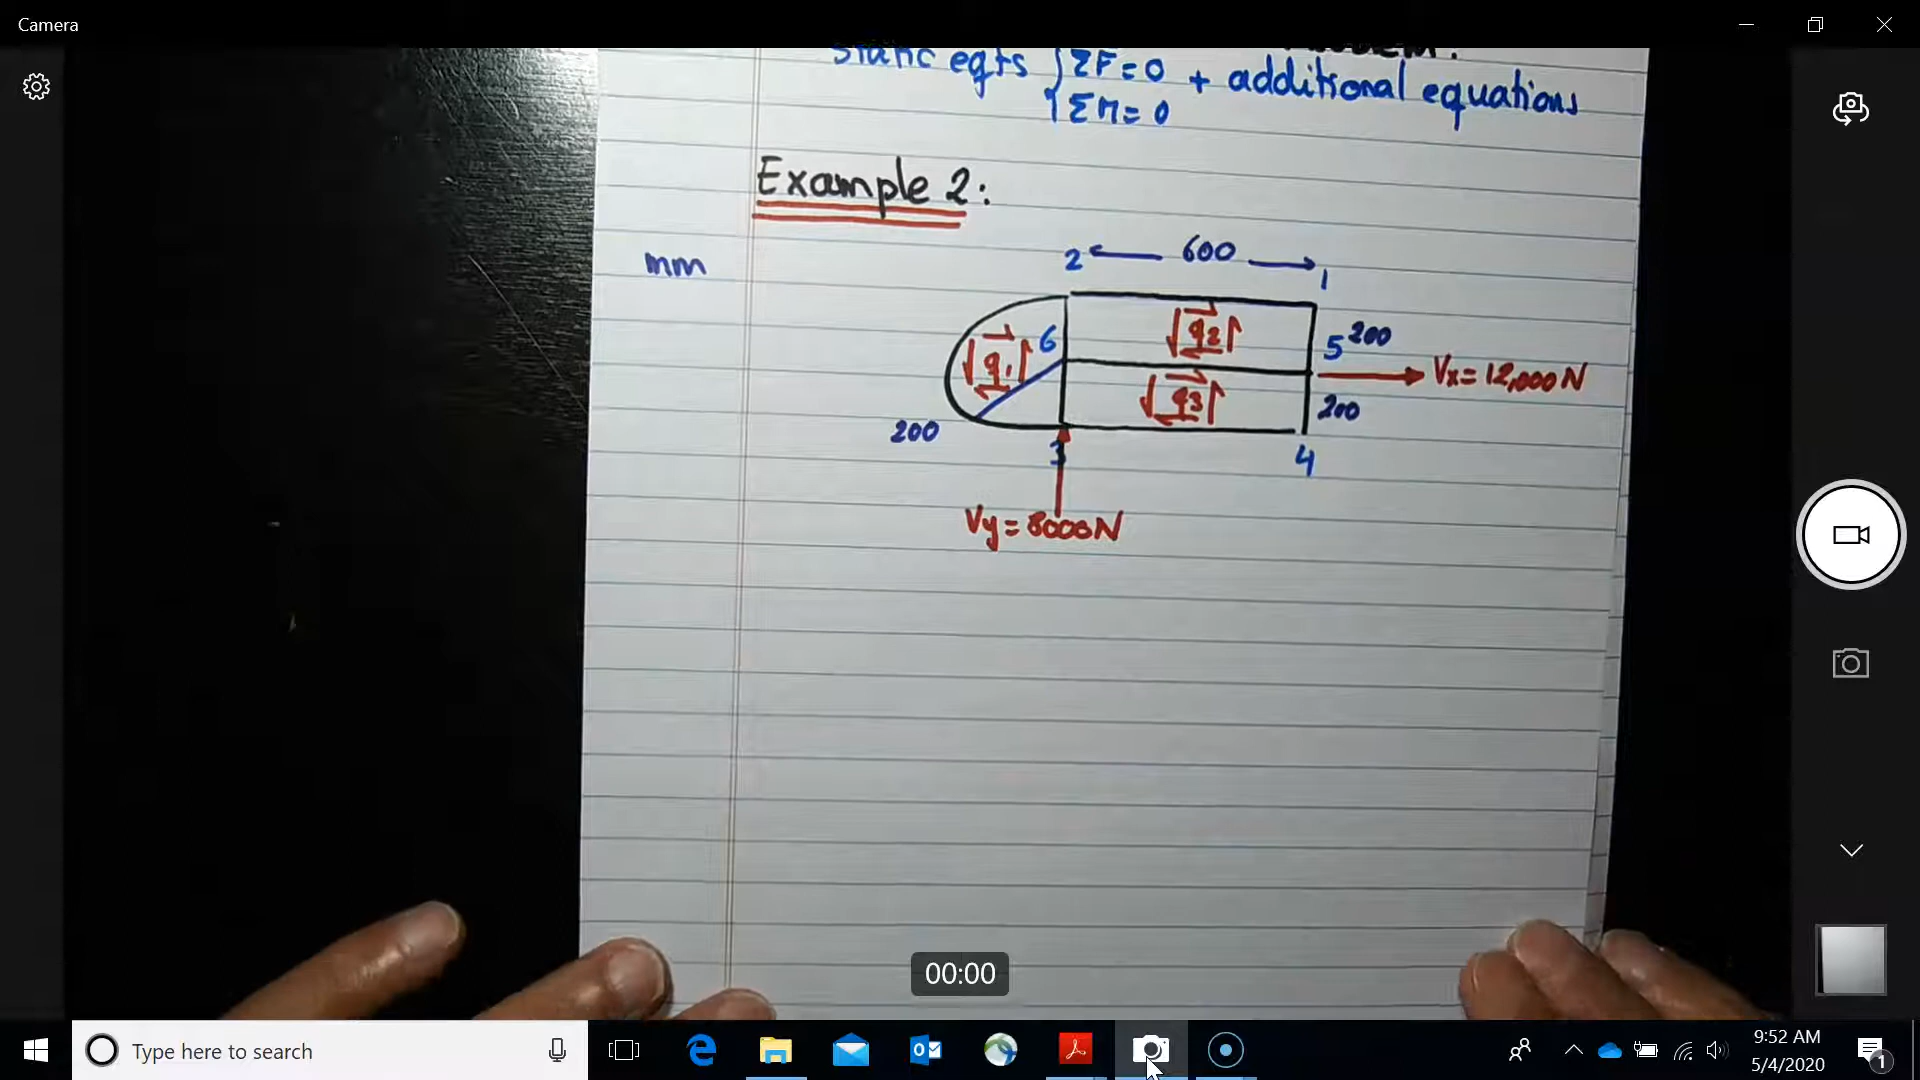 Camera
Static eqts { ΣF = 0 + additional equations
ΣM = 0
Example 2:
mm
2 ← 600 → 1
6 q2 5 200
q1 Vx = 12,000N
q3 200
200
3 4
Vy = 8000N
00:00
Type here to search
9:52 AM
5/4/2020
1